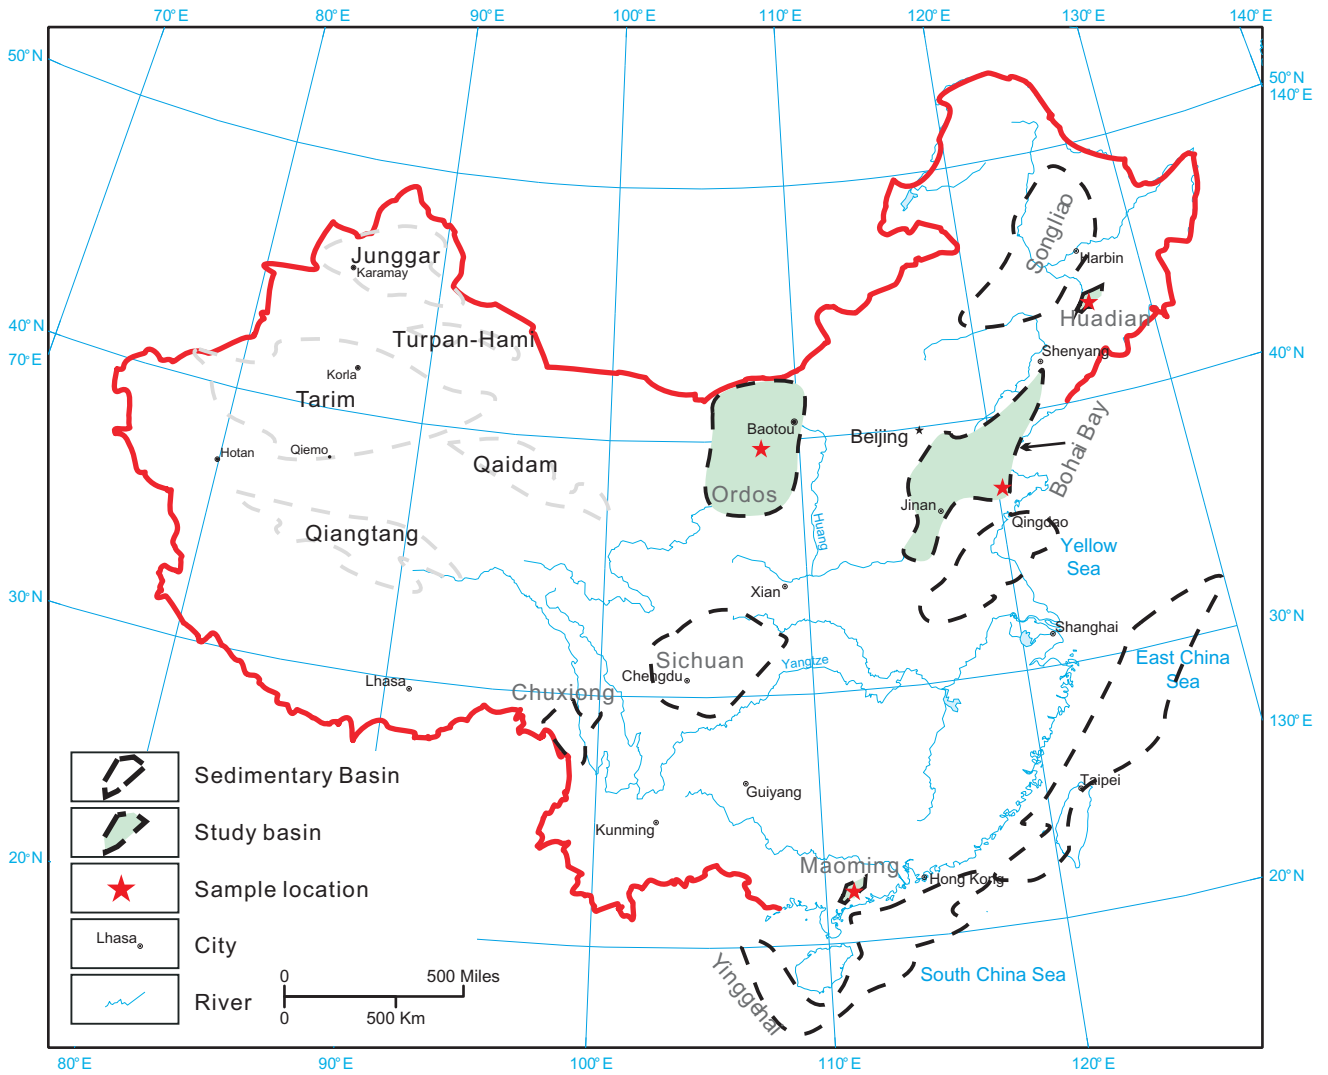 70°E 80°E 90°E 100°E 110°E 120°E 130°E 140°E
50°N
50°N
140°E
Songliao
Harbin
Junggar
Karamay
Huadian
40°N
70°E
Turpan-Hami
Shenyang
40°N
Korla
Tarim
Baotou
Beijing
Bohai Bay
Hotan
Qiemo
Qaidam
Ordos
Jinan
Qingdao
Qiangtang
Huang
Yellow
Sea
Xian
30°N
30°N
Shanghai
Sichuan
Yangtze
East China
Sea
Chengdu
Lhasa
Chuxiong
130°E
Sedimentary Basin
Taipei
Guiyang
Study basin
Kunming
20°N
Maoming
Hong Kong
20°N
Sample location
Lhasa
City
South China Sea
0 500 Miles
River
0 500 Km
80°E 90°E 100°E 110°E 120°E